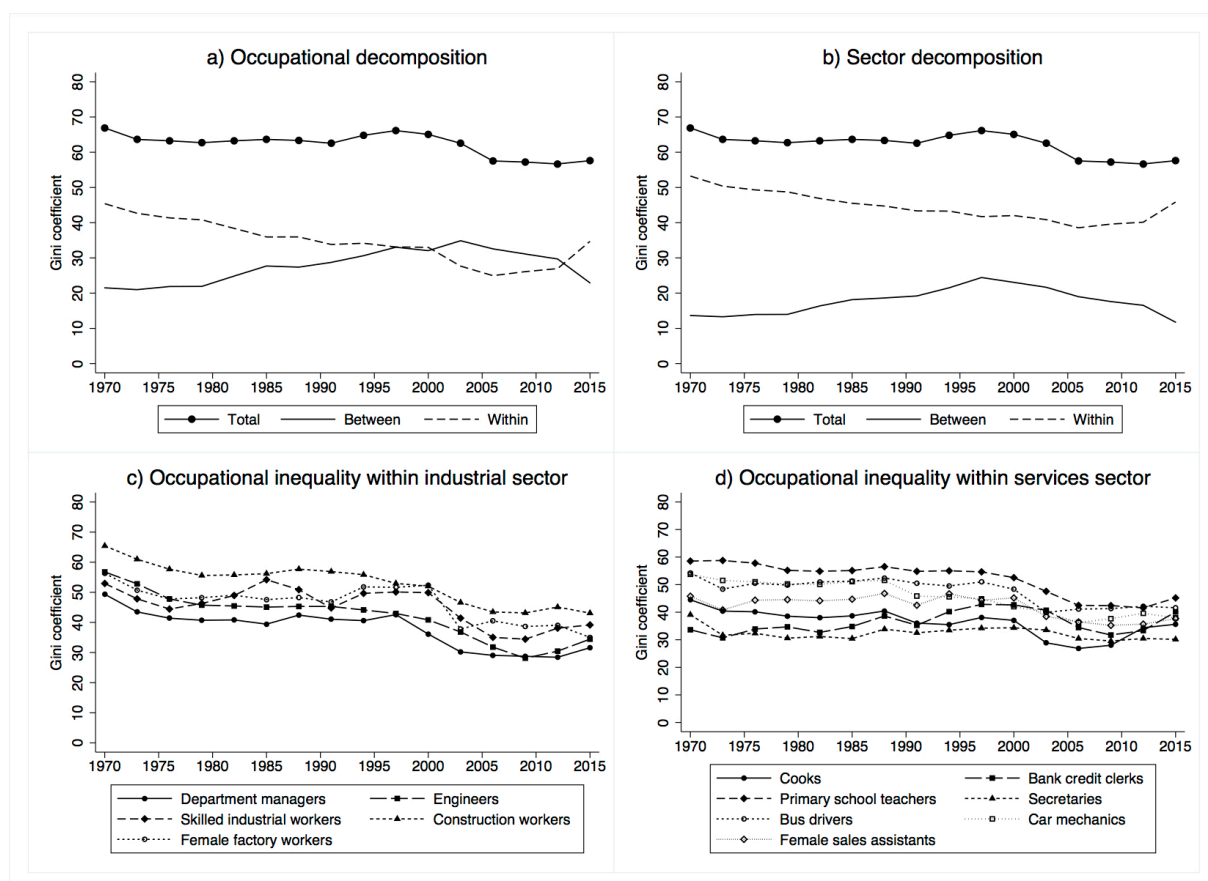 a) Occupational decomposition
Gini coefficient
80
70
60
50
40
30
20
10
0
1970 1975 1980 1985 1990 1995 2000 2005 2010 2015
Total Between Within
b) Sector decomposition
Gini coefficient
80
70
60
50
40
30
20
10
0
1970 1975 1980 1985 1990 1995 2000 2005 2010 2015
Total Between Within
c) Occupational inequality within industrial sector
Gini coefficient
80
70
60
50
40
30
20
10
0
1970 1975 1980 1985 1990 1995 2000 2005 2010 2015
Department managers Engineers
Skilled industrial workers Construction workers
Female factory workers
d) Occupational inequality within services sector
Gini coefficient
80
70
60
50
40
30
20
10
0
1970 1975 1980 1985 1990 1995 2000 2005 2010 2015
Cooks Bank credit clerks
Primary school teachers Secretaries
Bus drivers Car mechanics
Female sales assistants